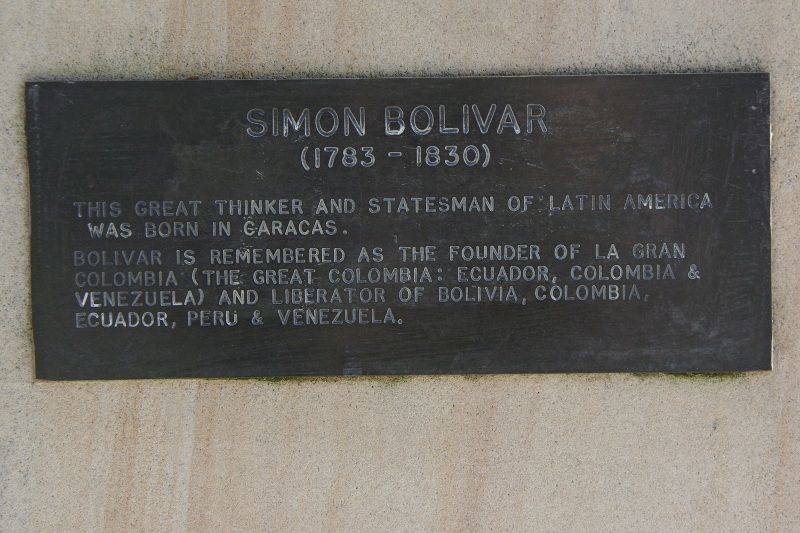 SIMON BOLIVAR
(1783 - 1830)
THIS GREAT THINKER AND STATESMAN OF LATIN AMERICA
WAS BORN IN CARACAS.
BOLIVAR IS REMEMBERED AS THE FOUNDER OF LA GRAN
COLOMBIA (THE GREAT COLOMBIA: ECUADOR, COLOMBIA &
VENEZUELA) AND LIBERATOR OF BOLIVIA, COLOMBIA,
ECUADOR, PERU & VENEZUELA.